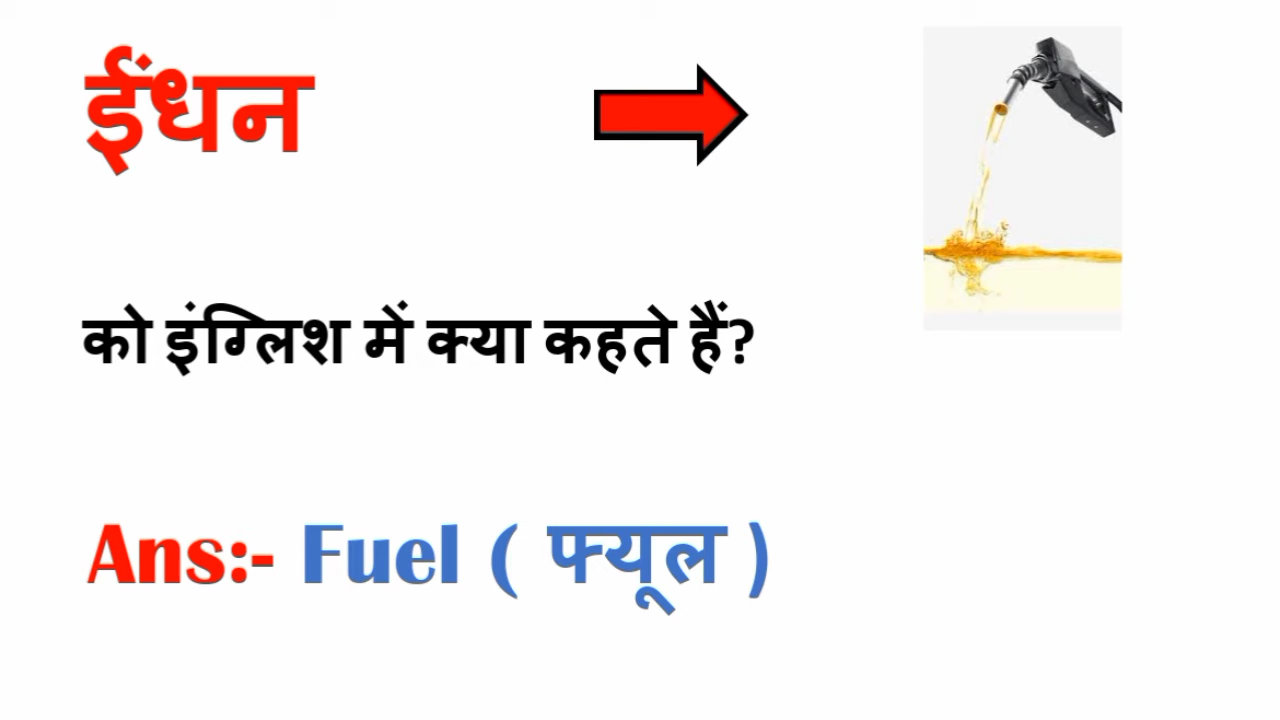 ईंधन
को इंग्लिश में क्या कहते हैं?
Ans:- Fuel ( फ्यूल )